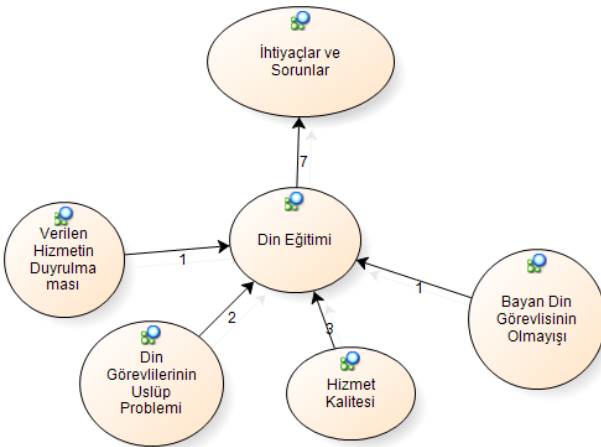 İhtiyaçlar ve
Sorunlar
7
Din Eğitimi
Verilen
Hizmetin
Duyrulma
ması
1
2
3
1
Din
Görevlilerinin
Uslüp
Problemi
Hizmet
Kalitesi
Bayan Din
Görevlisinin
Olmayışı